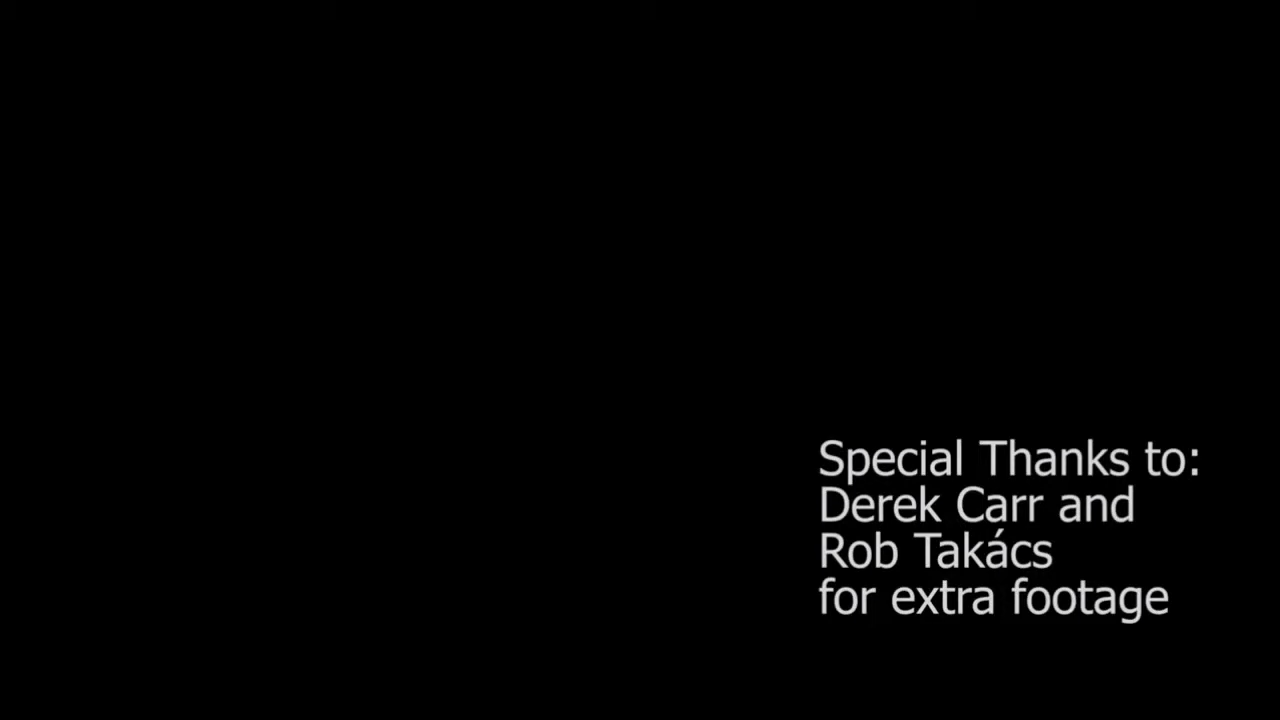 Special Thanks to:
Derek Carr and
Rob Takács
for extra footage